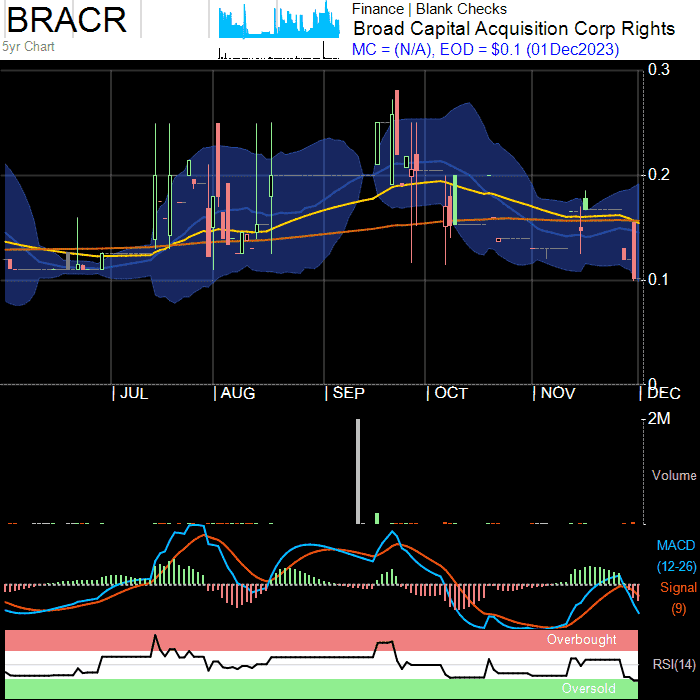 BRACR
5yr Chart
Finance | Blank Checks
Broad Capital Acquisition Corp Rights
MC = (N/A), EOD = $0.1 (01Dec2023)
0.3
0.2
0.1
0
JUL
AUG
SEP
OCT
NOV
DEC
2M
Volume
MACD
(12-26)
Signal
(9)
Overbought
RSI(14)
Oversold